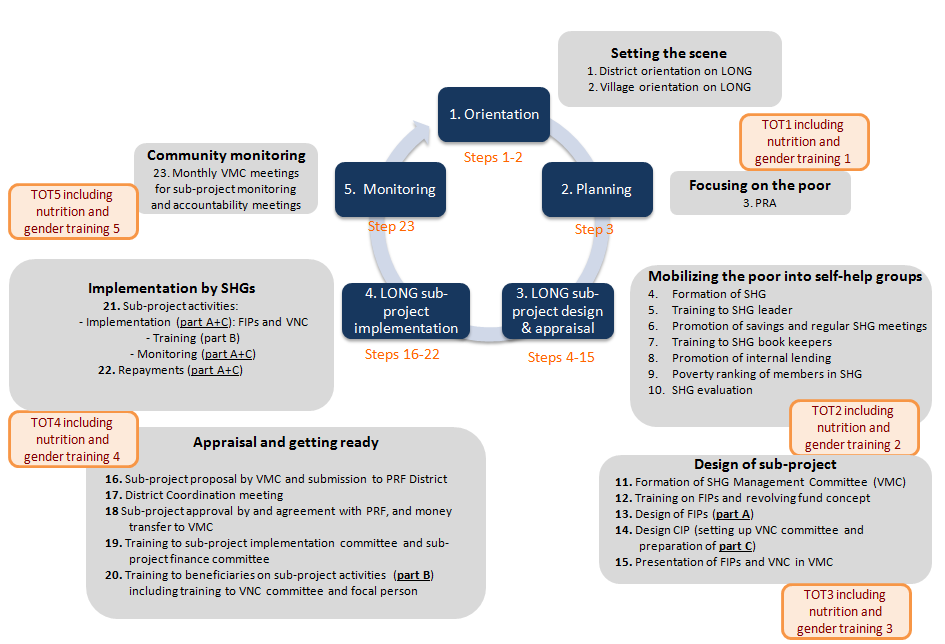 Setting the scene
1. District orientation on LONG
2. Village orientation on LONG
1. Orientation
Steps 1-2
TOT1 including
nutrition and
gender training 1
2. Planning
Step 3
Focusing on the poor
3. PRA
Mobilizing the poor into self-help groups
4. Formation of SHG
5. Training to SHG leader
6. Promotion of savings and regular SHG meetings
7. Training to SHG book keepers
8. Promotion of internal lending
9. Poverty ranking of members in SHG
10. SHG evaluation
3. LONG sub-
project design
& appraisal
Steps 4-15
TOT2 including
nutrition and
gender training 2
Design of sub-project
11. Formation of SHG Management Committee (VMC)
12. Training on FIPs and revolving fund concept
13. Design of FIPs (part A)
14. Design CIP (setting up VNC committee and
preparation of part C)
15. Presentation of FIPs and VNC in VMC
TOT3 including
nutrition and
gender training 3
4. LONG sub-
project
implementation
Steps 16-22
Appraisal and getting ready
16. Sub-project proposal by VMC and submission to PRF District
17. District Coordination meeting
18 Sub-project approval by and agreement with PRF, and money
transfer to VMC
19. Training to sub-project implementation committee and sub-
project finance committee
20. Training to beneficiaries on sub-project activities (part B)
including training to VNC committee and focal person
TOT4 including
nutrition and
gender training 4
Implementation by SHGs
21. Sub-project activities:
- Implementation (part A+C): FIPs and VNC
- Training (part B)
- Monitoring (part A+C)
22. Repayments (part A+C)
5. Monitoring
Step 23
Community monitoring
23. Monthly VMC meetings
for sub-project monitoring
and accountability meetings
TOT5 including
nutrition and
gender training 5